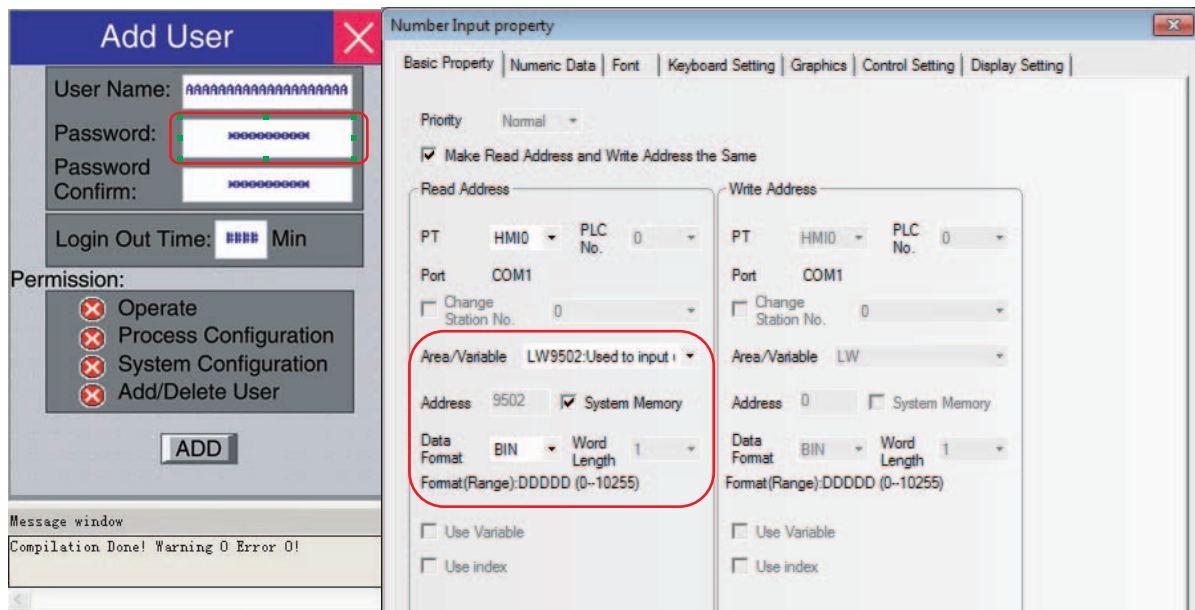 Add User
User Name: AAAAAAAAAAAAAAAAAAAA
Password: **********
Password
Confirm: **********
Login Out Time: #### Min
Permission:
Operate
Process Configuration
System Configuration
Add/Delete User
ADD
Message window
Compilation Done! Warning 0 Error 0!
Number Input property
Basic Property Numeric Data Font Keyboard Setting Graphics Control Setting Display Setting
Priority Normal
Make Read Address and Write Address the Same
Read Address
PT HMI0 PLC No. 0
Port COM1
Change Station No. 0
Area/Variable LW9502:Used to input
Address 9502 System Memory
Data Format BIN Word Length 1
Format(Range):DDDDD (0--10255)
Use Variable
Use index
Write Address
PT HMI0 PLC No. 0
Port COM1
Change Station No. 0
Area/Variable LW
Address 0 System Memory
Data Format BIN Word Length 1
Format(Range):DDDDD (0--10255)
Use Variable
Use index